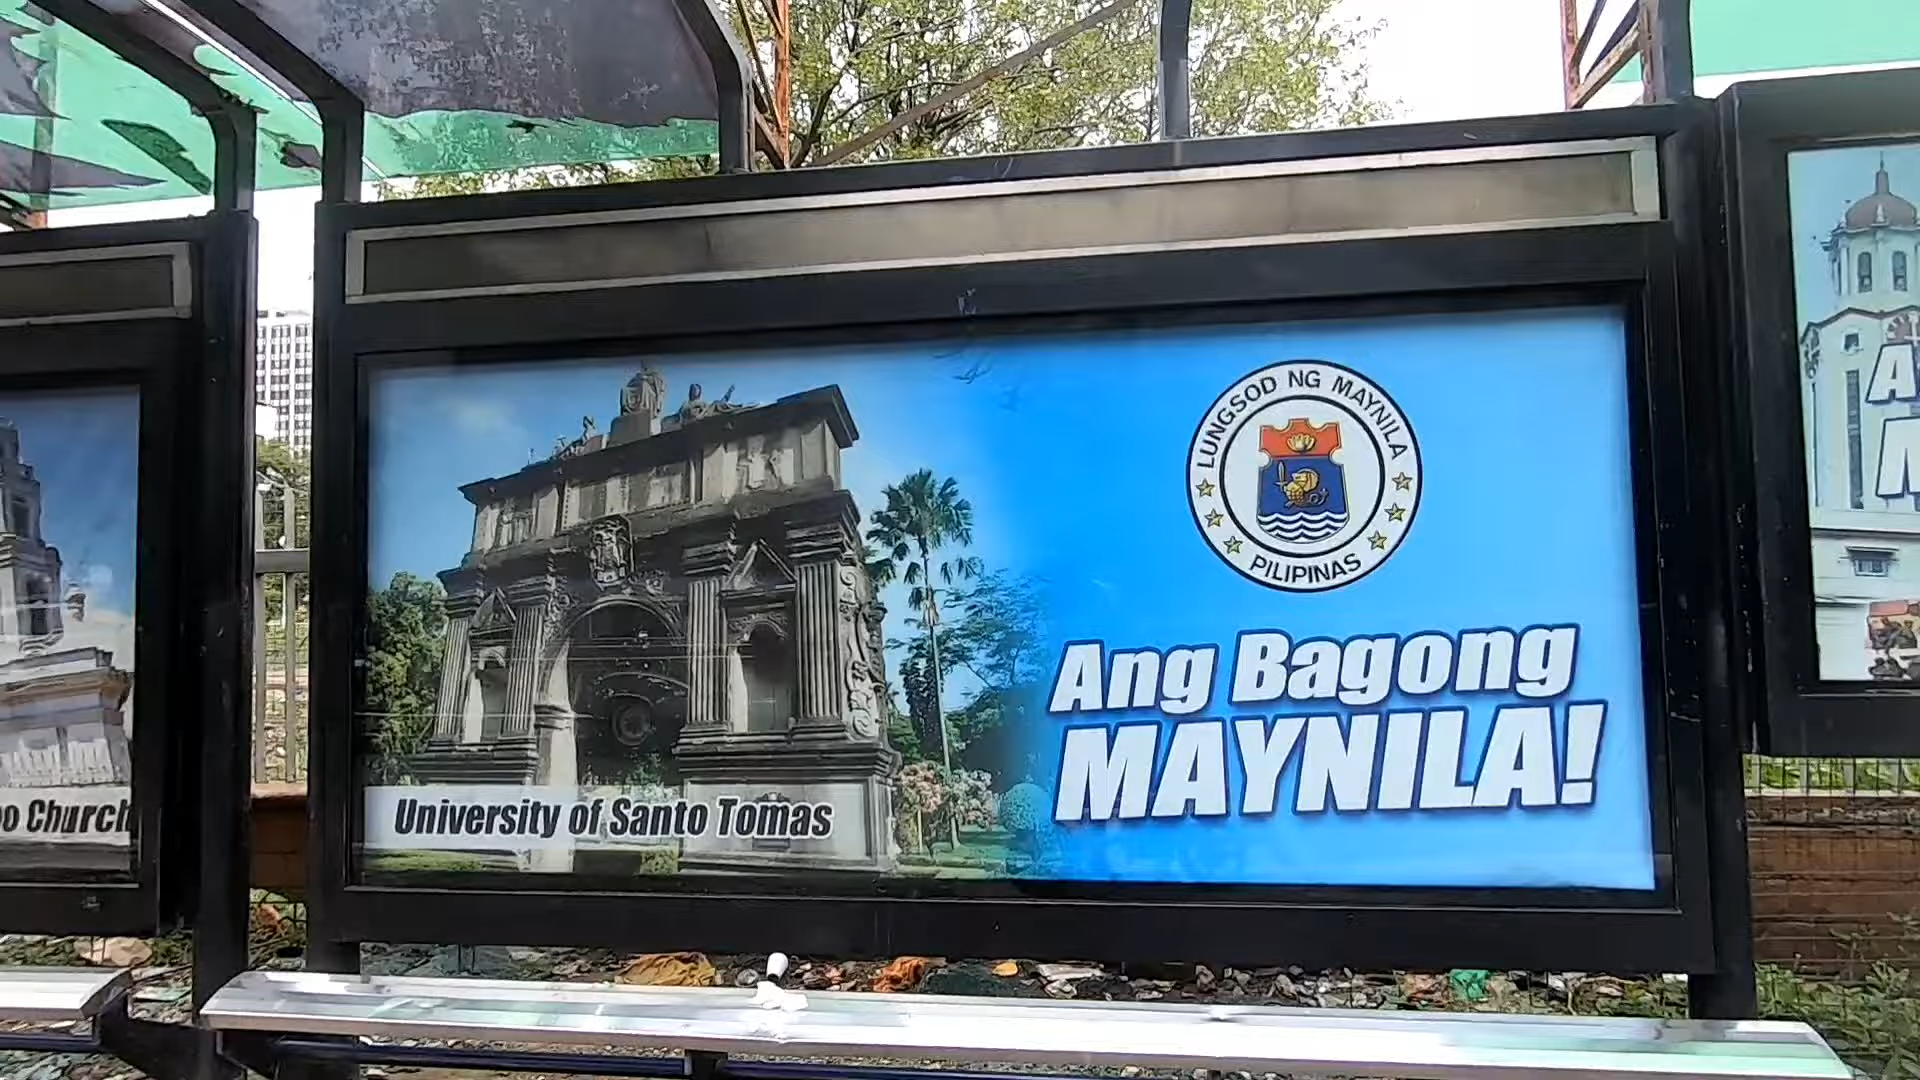 LUNGSOD NG MAYNILA
PILIPINAS
Ang Bagong
MAYNILA!
University of Santo Tomas
Church